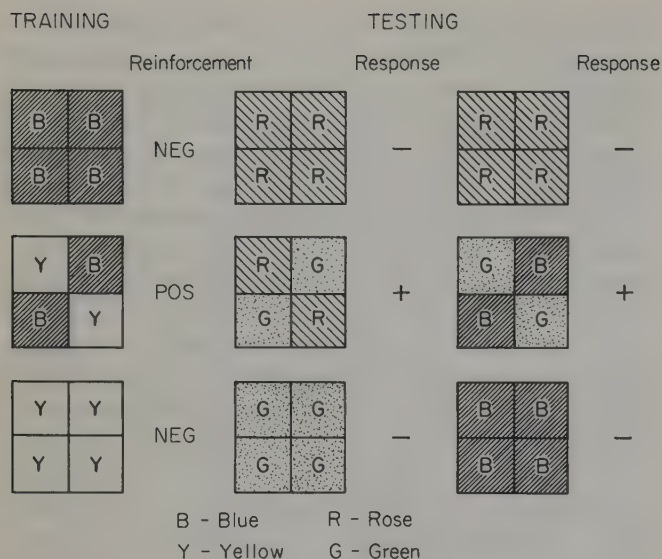 TRAINING TESTING
Reinforcement Response Response
B B R R R R
NEG - -
B B R R R R
Y B R G G B
POS + +
B Y G R B G
Y Y G G B B
NEG - -
Y Y G G B B
B - Blue R - Rose
Y - Yellow G - Green